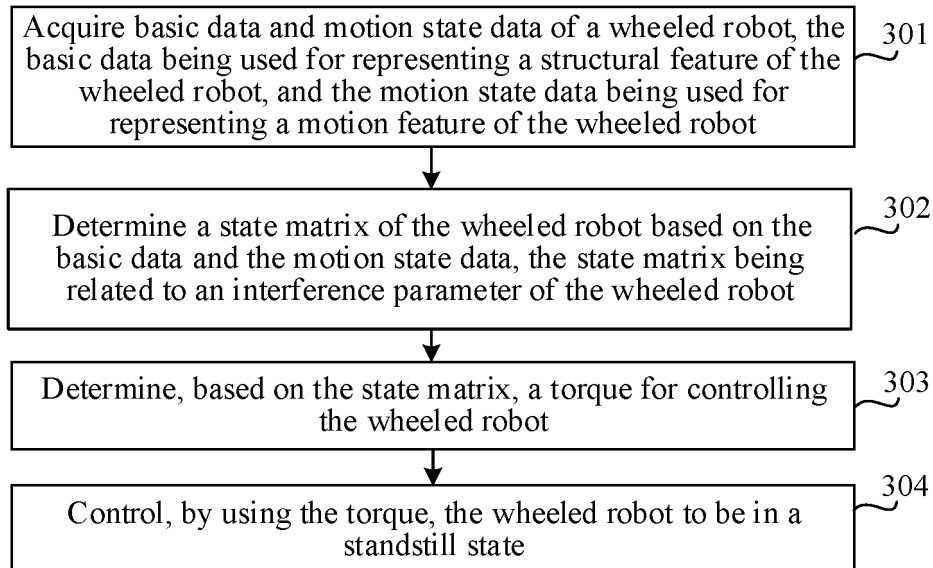 Acquire basic data and motion state data of a wheeled robot, the
basic data being used for representing a structural feature of the
wheeled robot, and the motion state data being used for
representing a motion feature of the wheeled robot
301
Determine a state matrix of the wheeled robot based on the
basic data and the motion state data, the state matrix being
related to an interference parameter of the wheeled robot
302
Determine, based on the state matrix, a torque for controlling
the wheeled robot
303
Control, by using the torque, the wheeled robot to be in a
standstill state
304